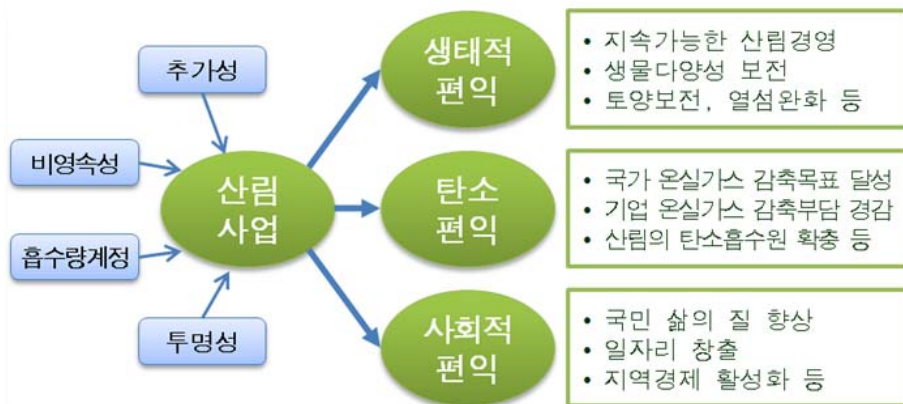 추가성
비영속성
흡수량계정
투명성
산림
사업
생태적
편익
• 지속가능한 산림경영
• 생물다양성 보전
• 토양보전, 열섬완화 등
탄소
편익
• 국가 온실가스 감축목표 달성
• 기업 온실가스 감축부담 경감
• 산림의 탄소흡수원 확충 등
사회적
편익
• 국민 삶의 질 향상
• 일자리 창출
• 지역경제 활성화 등